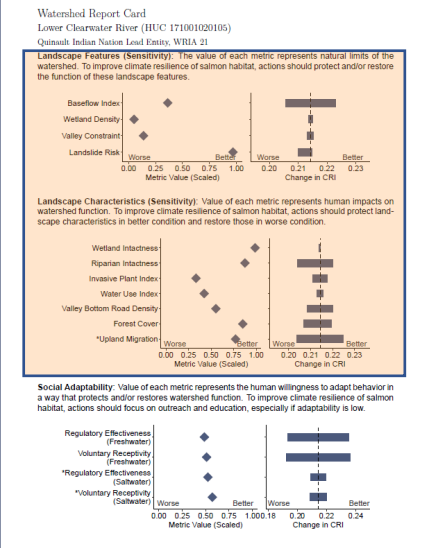 Watershed Report Card
Lower Clearwater River (HUC 171001020105)
Quinault Indian Nation Lead Entity, WRIA 21
Landscape Features (Sensitivity): The value of each metric represents natural limits of the
watershed. To improve climate resilience of salmon habitat, actions should protect and/or restore
the function of these landscape features.
Baseflow Index
Wetland Density
Valley Constraint
Landslide Risk
Worse Better Worse Better
0.00 0.25 0.50 0.75 1.00 0.20 0.21 0.22 0.23
Metric Value (Scaled) Change in CRI
Landscape Characteristics (Sensitivity): Value of each metric represents human impacts on
watershed function. To improve climate resilience of salmon habitat, actions should protect land-
scape characteristics in better condition and restore those in worse condition.
Wetland Intactness
Riparian Intactness
Invasive Plant Index
Water Use Index
Valley Bottom Road Density
Forest Cover
*Upland Migration
Worse Better Worse Better
0.00 0.25 0.50 0.75 1.00 0.20 0.21 0.22 0.23
Metric Value (Scaled) Change in CRI
Social Adaptability: Value of each metric represents the human willingness to adapt behavior in
a way that protects and/or restores watershed function. To improve climate resilience of salmon
habitat, actions should focus on outreach and education, especially if adaptability is low.
Regulatory Effectiveness
(Freshwater)
Voluntary Receptivity
(Freshwater)
*Regulatory Effectiveness
(Saltwater)
*Voluntary Receptivity
(Saltwater)
Worse Better Worse Better
0.00 0.25 0.50 0.75 1.00 0.18 0.20 0.22 0.24
Metric Value (Scaled) Change in CRI